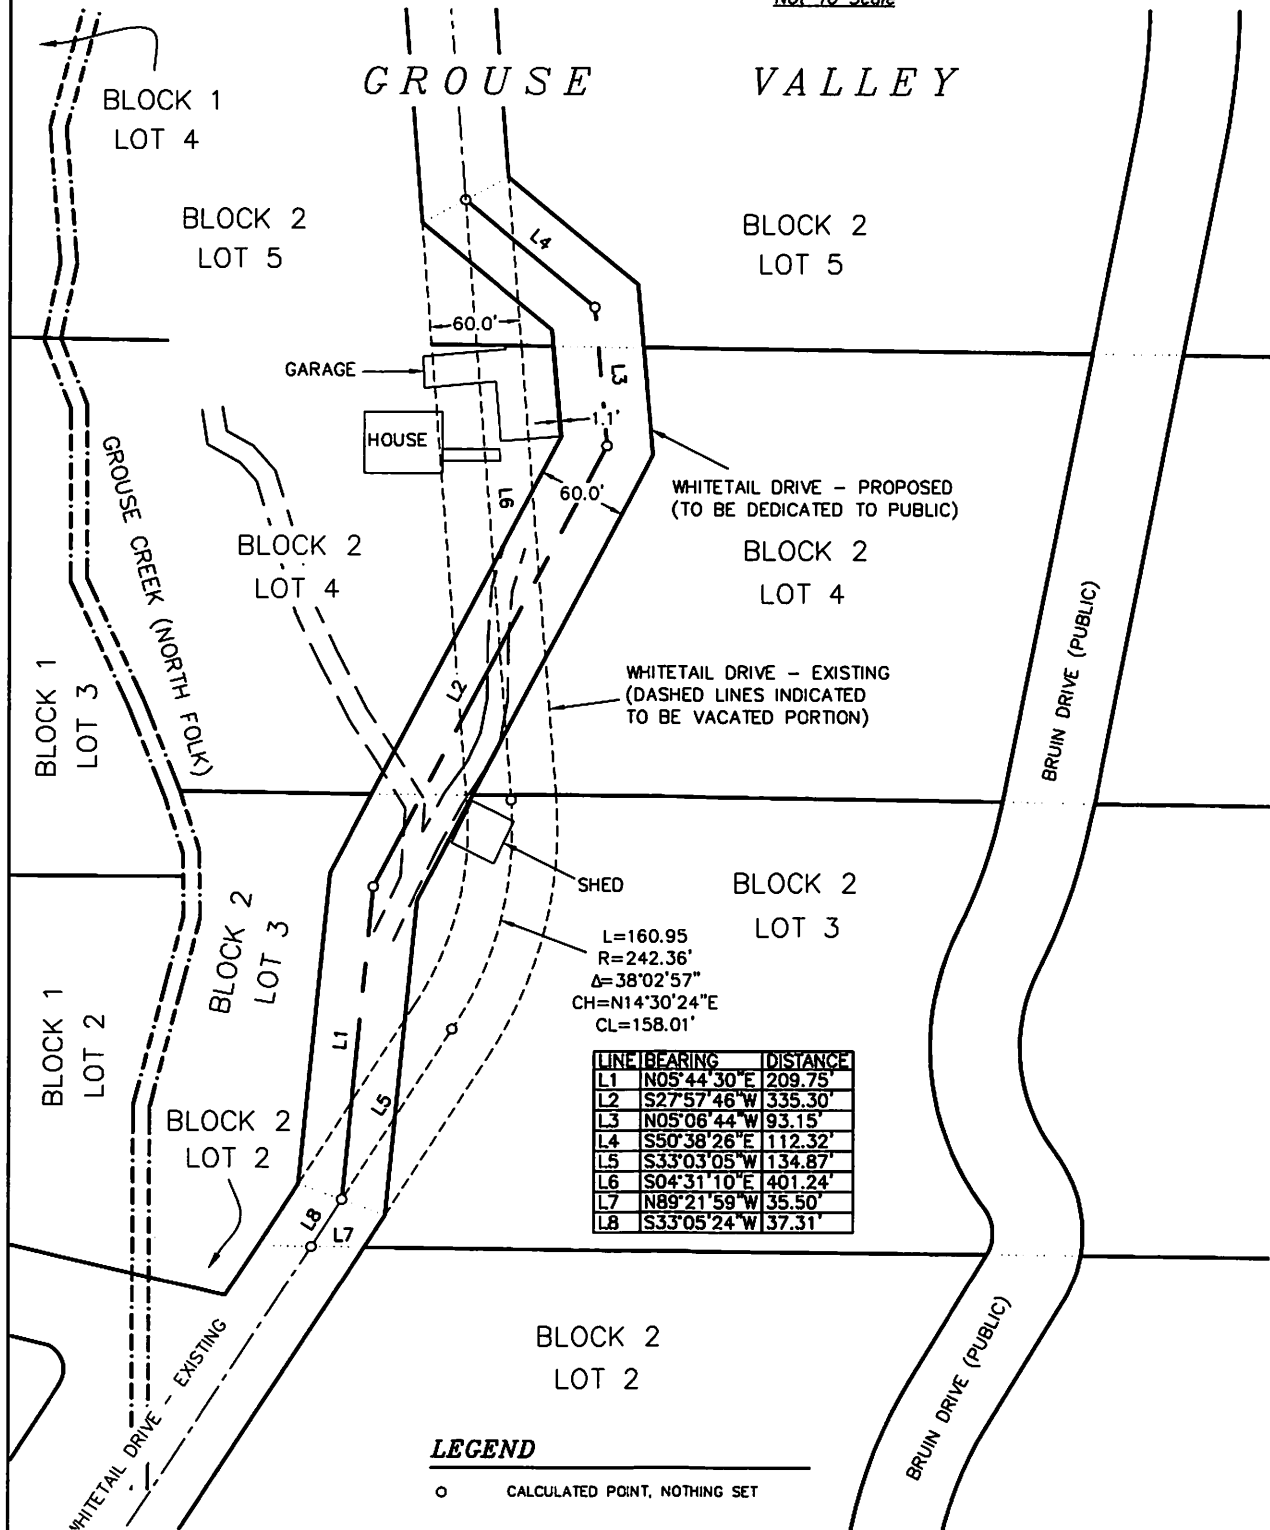 Not To Scale
GROUSE VALLEY
BLOCK 1
LOT 4
BLOCK 2
LOT 5
BLOCK 2
LOT 5
L4
60.0'
GARAGE
L3
1.1'
HOUSE
L6
60.0'
WHITETAIL DRIVE – PROPOSED
(TO BE DEDICATED TO PUBLIC)
GROUSE CREEK (NORTH FOLK)
BLOCK 2
LOT 4
BLOCK 2
LOT 4
BRUIN DRIVE (PUBLIC)
BLOCK 1
LOT 3
L2
WHITETAIL DRIVE – EXISTING
(DASHED LINES INDICATED
TO BE VACATED PORTION)
SHED
BLOCK 2
LOT 3
BLOCK 2
LOT 3
L=160.95
R=242.36'
Δ=38°02'57"
CH=N14°30'24"E
CL=158.01'
BLOCK 1
LOT 2
L1
L5
LINE BEARING DISTANCE
L1 N05°44'30"E 209.75'
L2 S27°57'46"W 335.30'
L3 N05°06'44"W 93.15'
L4 S50°38'26"E 112.32'
L5 S33°03'05"W 134.87'
L6 S04°31'10"E 401.24'
L7 N89°21'59"W 35.50'
L8 S33°05'24"W 37.31'
BLOCK 2
LOT 2
L8
L7
BLOCK 2
LOT 2
WHITETAIL DRIVE – EXISTING
BRUIN DRIVE (PUBLIC)
LEGEND
CALCULATED POINT, NOTHING SET